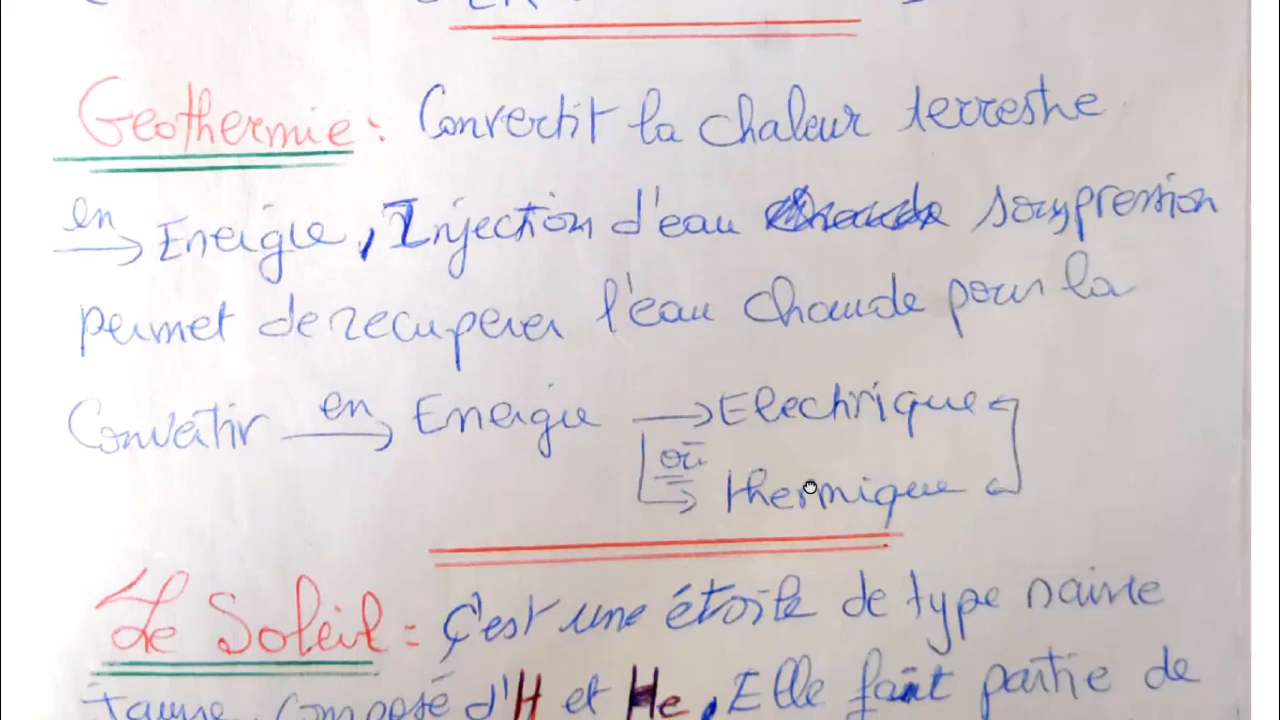 Geothermie : Convertit la chaleur terrestre
en → Energie, Injection d'eau sous pression
permet de recuperer l'eau chaude pour la
Convertir en → Energie → Electrique
ou → thermique
Le Soleil : C'est une étoile de type naine
jaune composé d'H et He, Elle fait partie de